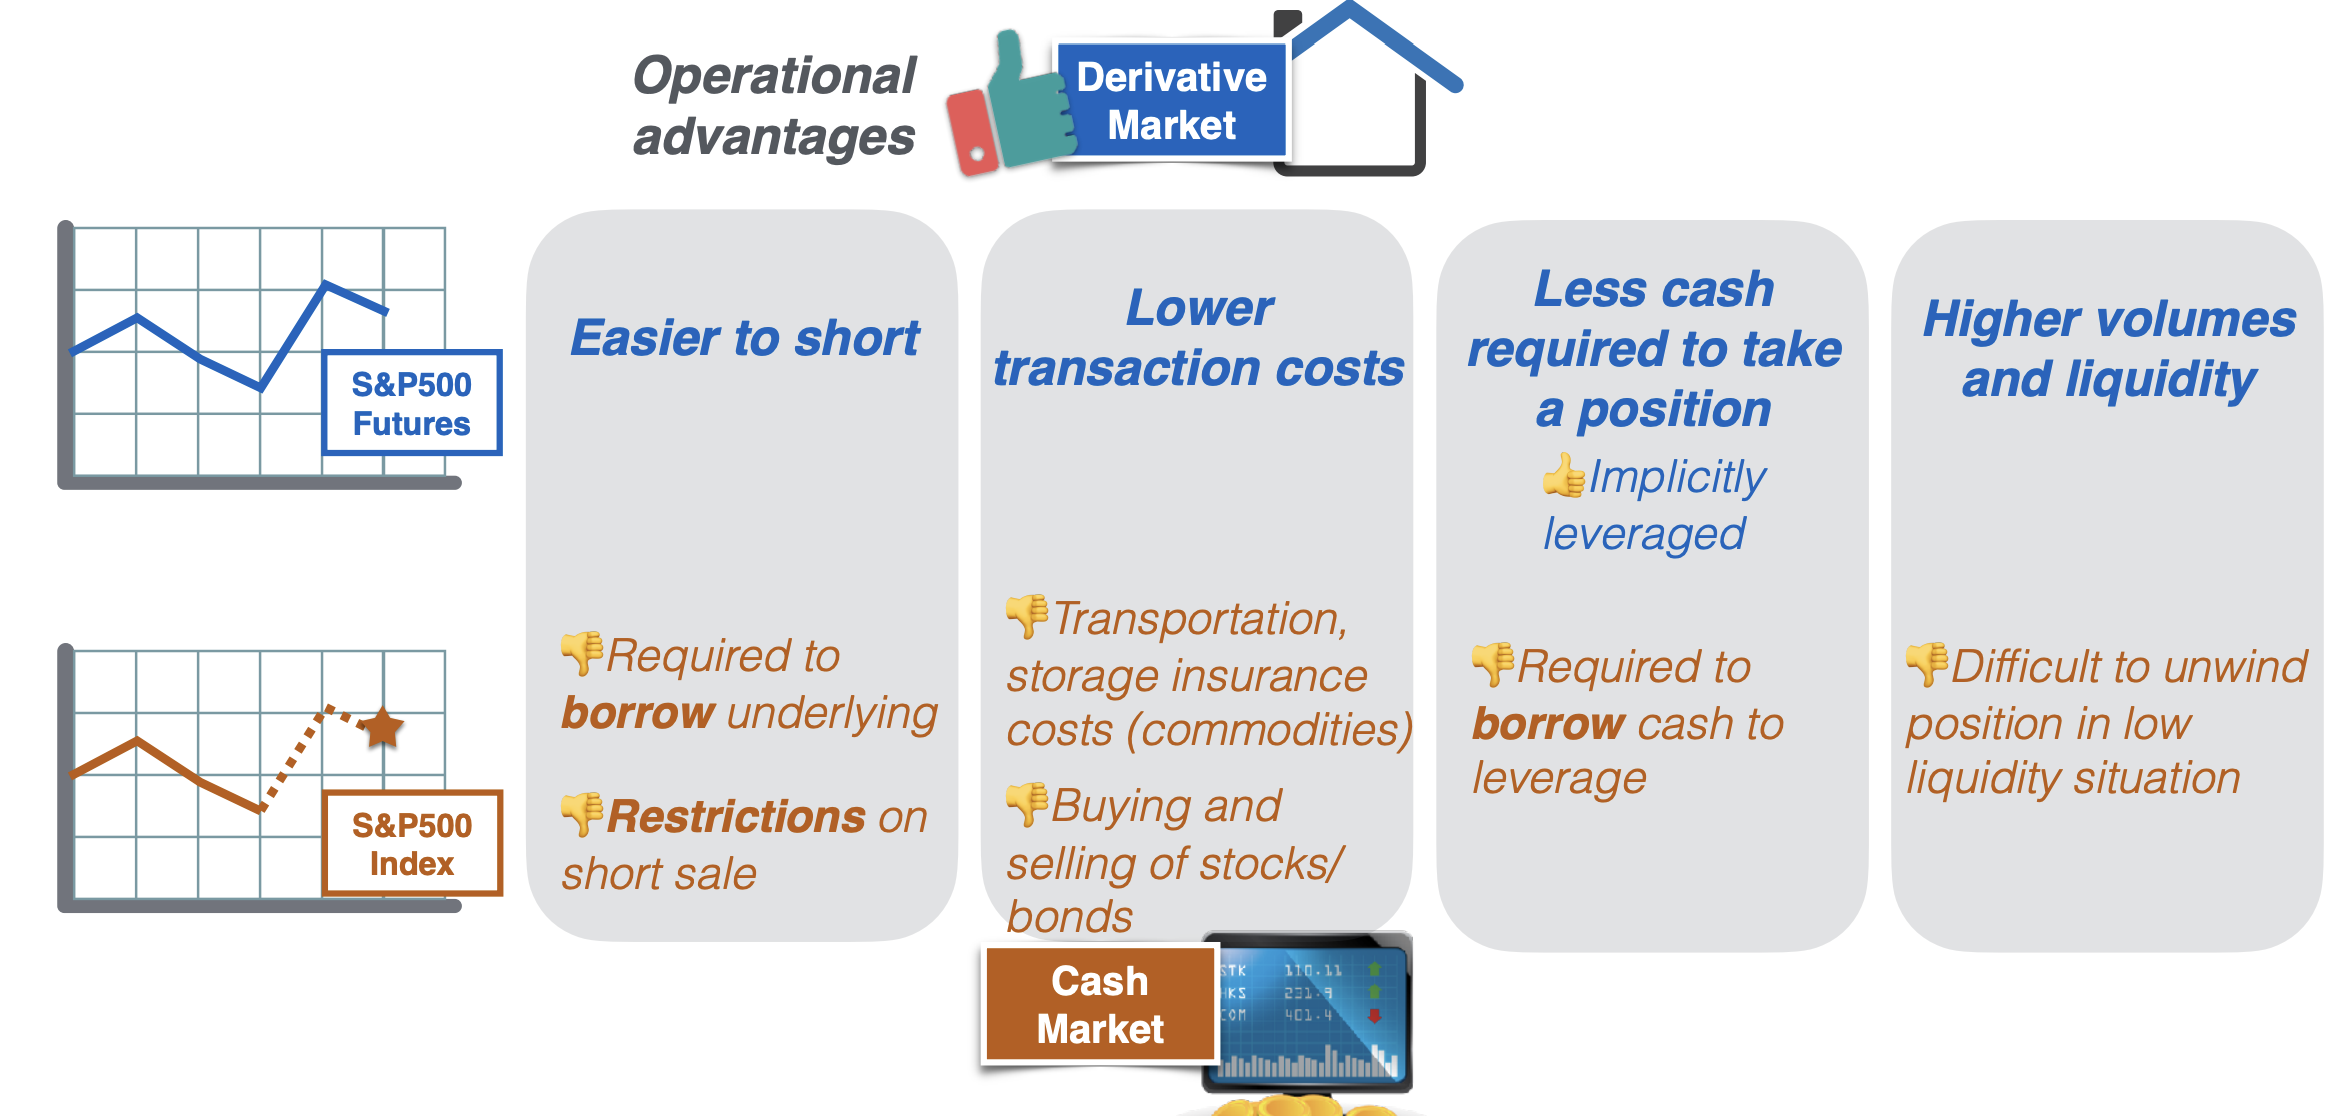 Operational
advantages
Derivative
Market
S&P500
Futures
Easier to short
Lower
transaction costs
Less cash
required to take
a position
👍Implicitly
leveraged
Higher volumes
and liquidity
S&P500
Index
👎Required to
borrow underlying
👎Restrictions on
short sale
👎Transportation,
storage insurance
costs (commodities)
👎Buying and
selling of stocks/
bonds
👎Required to
borrow cash to
leverage
👎Difficult to unwind
position in low
liquidity situation
Cash
Market
STK 110.11
HKS 231.9
COM 401.4